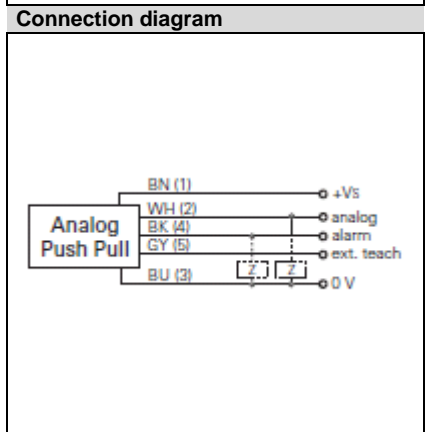 Connection diagram
BN (1)
+Vs
WH (2)
analog
Analog
Push Pull
BK (4)
alarm
GY (5)
ext. teach
Z
Z
BU (3)
0 V